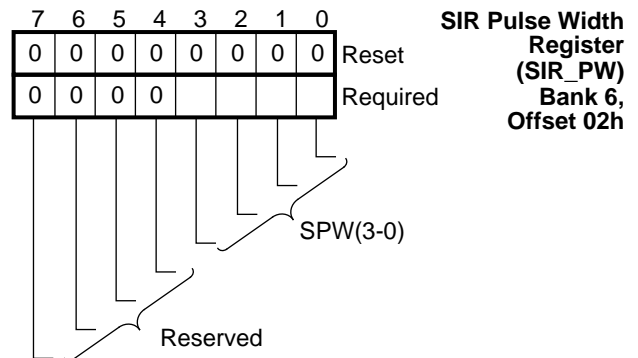 7 6 5 4 3 2 1 0
0 0 0 0 0 0 0 0 Reset
0 0 0 0 Required
SPW(3-0)
Reserved
SIR Pulse Width
Register
(SIR_PW)
Bank 6,
Offset 02h